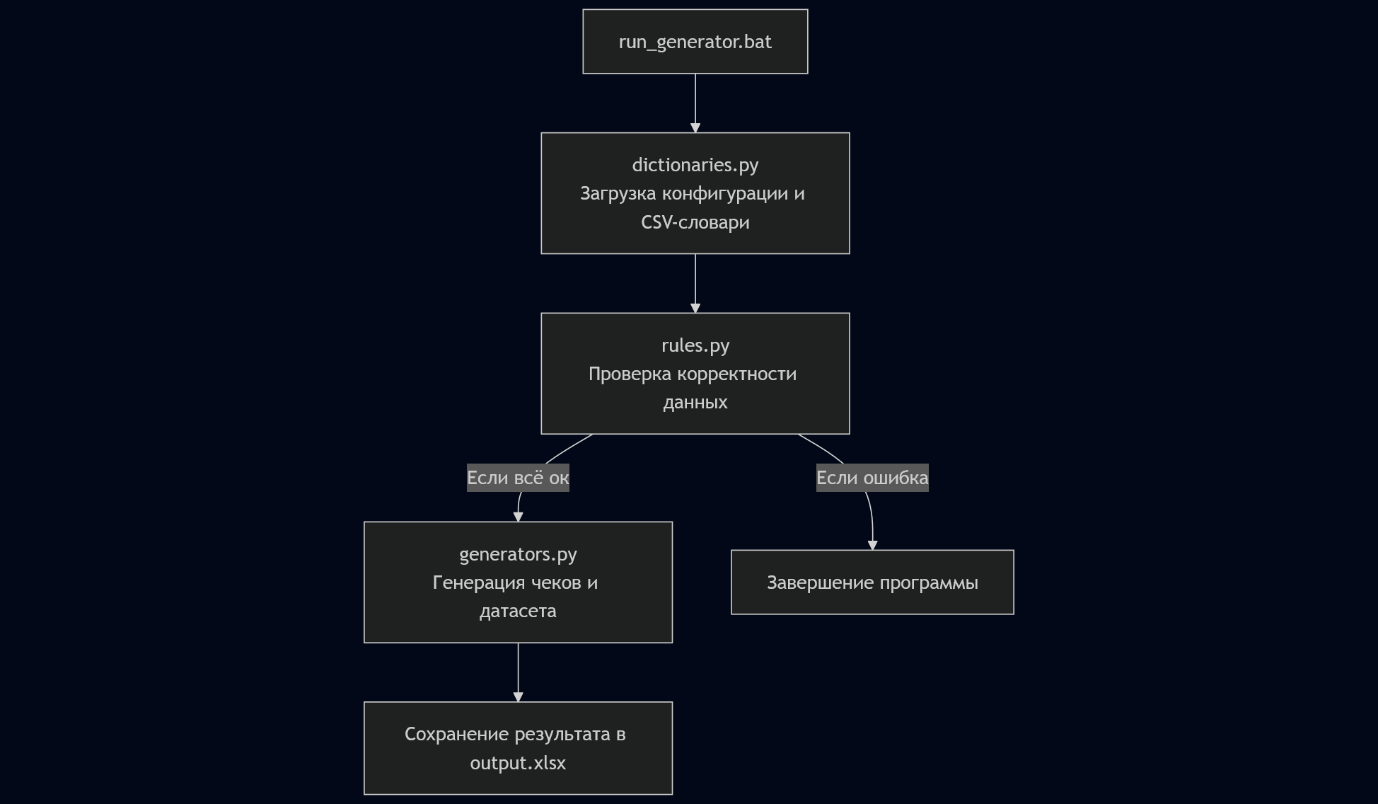 run_generator.bat
dictionaries.py
Загрузка конфигурации и
CSV-словари
rules.py
Проверка корректности
данных
Если всё ок
Если ошибка
generators.py
Генерация чеков и
датасета
Завершение программы
Сохранение результата в
output.xlsx